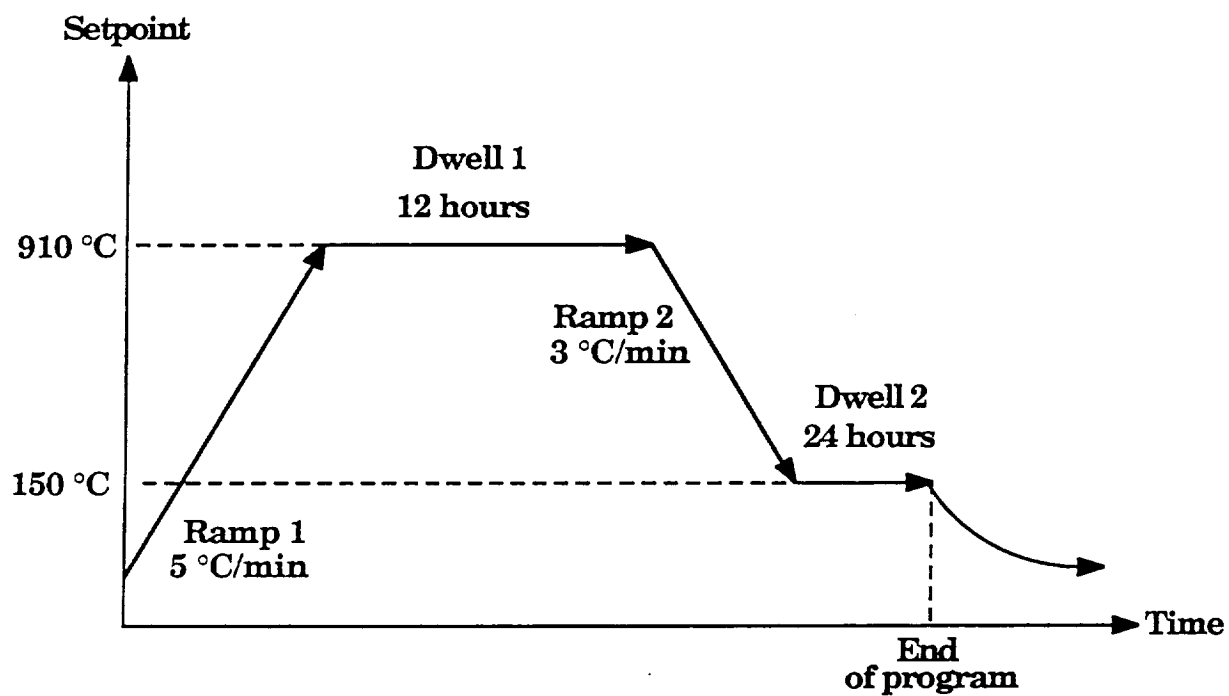 Setpoint
Dwell 1
12 hours
910 °C
Ramp 2
3 °C/min
Dwell 2
24 hours
150 °C
Ramp 1
5 °C/min
Time
End
of program